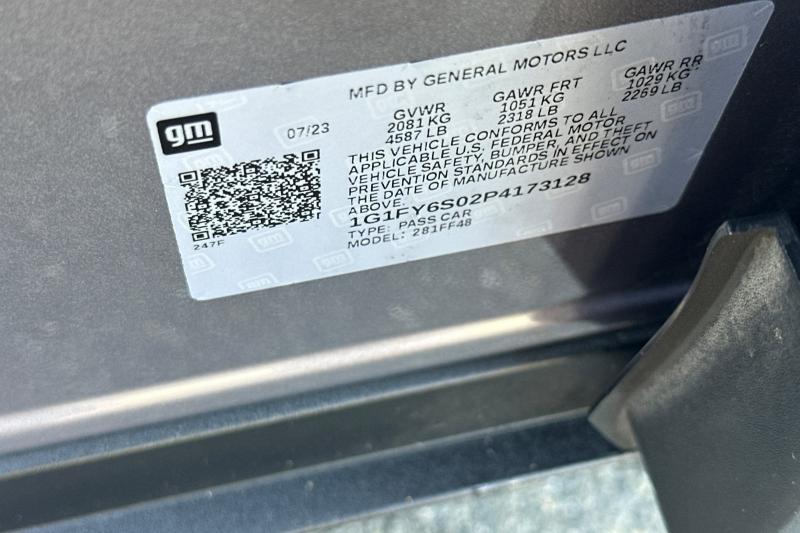 MFD BY GENERAL MOTORS LLC
gm
07/23
GVWR GAWR FRT GAWR RR
2081 KG 1051 KG 1029 KG
4587 LB 2318 LB 2269 LB
THIS VEHICLE CONFORMS TO ALL
APPLICABLE U.S. FEDERAL MOTOR
VEHICLE SAFETY, BUMPER, AND THEFT
PREVENTION STANDARDS IN EFFECT ON
THE DATE OF MANUFACTURE SHOWN
ABOVE.
1G1FY6S02P4173128
TYPE: PASS CAR
MODEL: 281FF48
247F